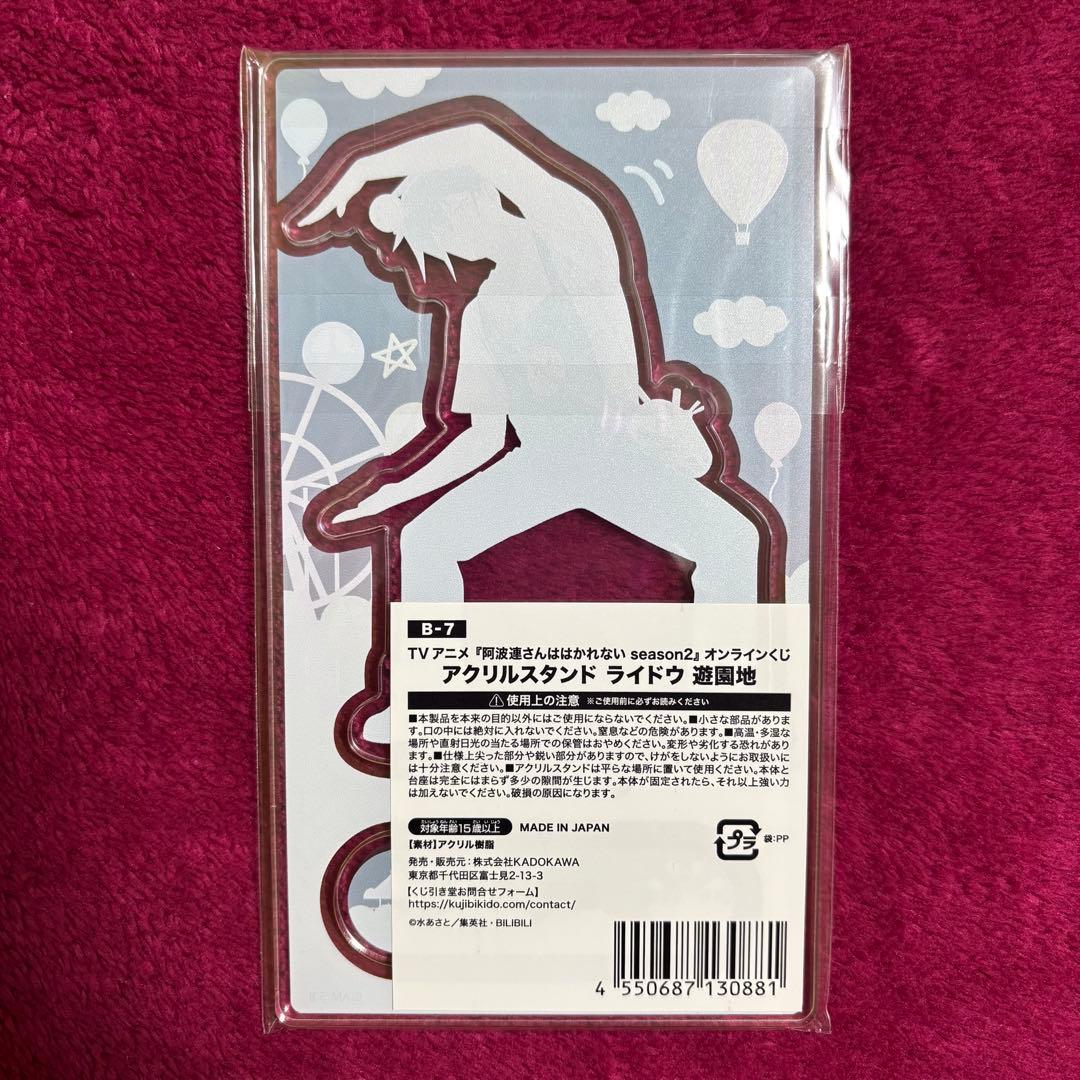 B-7
TVアニメ『阿波連さんははかれない season2』オンラインくじ
アクリルスタンド ライドウ 遊園地
⚠使用上の注意 ※ご使用前に必ずお読みください
■本製品を本来の目的以外にはご使用にならないでください。■小さな部品がありま
す。口の中には絶対に入れないでください。窒息などの危険があります。■高温・多湿な
場所や直射日光の当たる場所での保管はおやめください。変形や劣化する恐れがあり
ます。■仕様上尖った部分や鋭い部分がありますので、けがをしないようにお取扱いに
は十分注意ください。■アクリルスタンドは平らな場所に置いて使用ください。本体と
台座は完全にはまらず多少の隙間が生じます。本体が固定されたら、それ以上強い力
は加えないでください。破損の原因になります。
たいしょうねんれい さい いじょう
対象年齢15歳以上 MADE IN JAPAN
【素材】アクリル樹脂
プラ 袋:PP
発売・販売元:株式会社KADOKAWA
東京都千代田区富士見2-13-3
【くじ引き堂お問合せフォーム】
https://kujibikido.com/contact/
©水あさと／集英社・BILIBILI
4 550687 130881